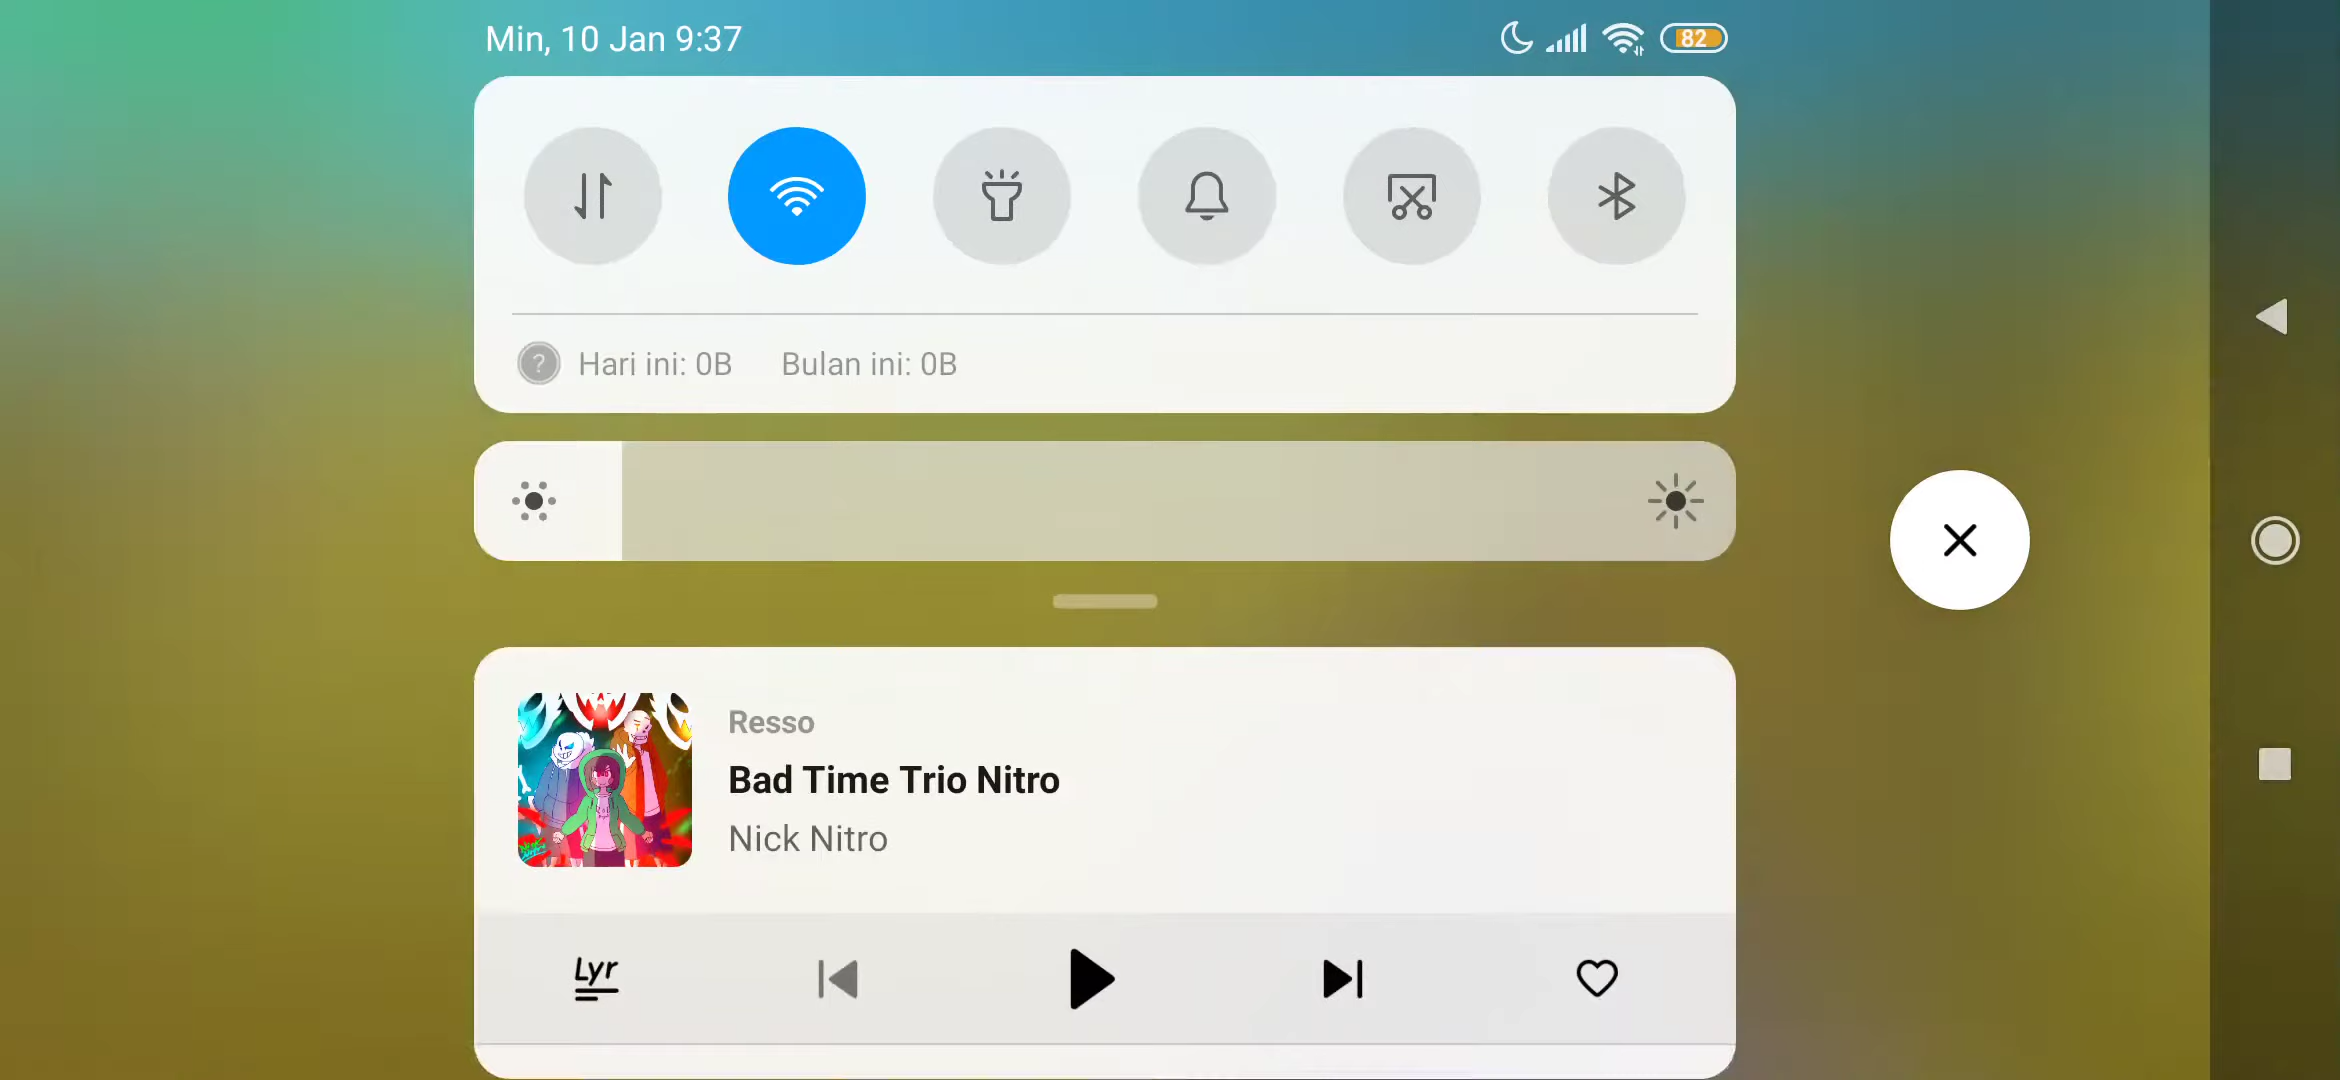 Min, 10 Jan 9:37
82
Hari ini: 0B Bulan ini: 0B
Resso
Bad Time Trio Nitro
Nick Nitro
Lyr